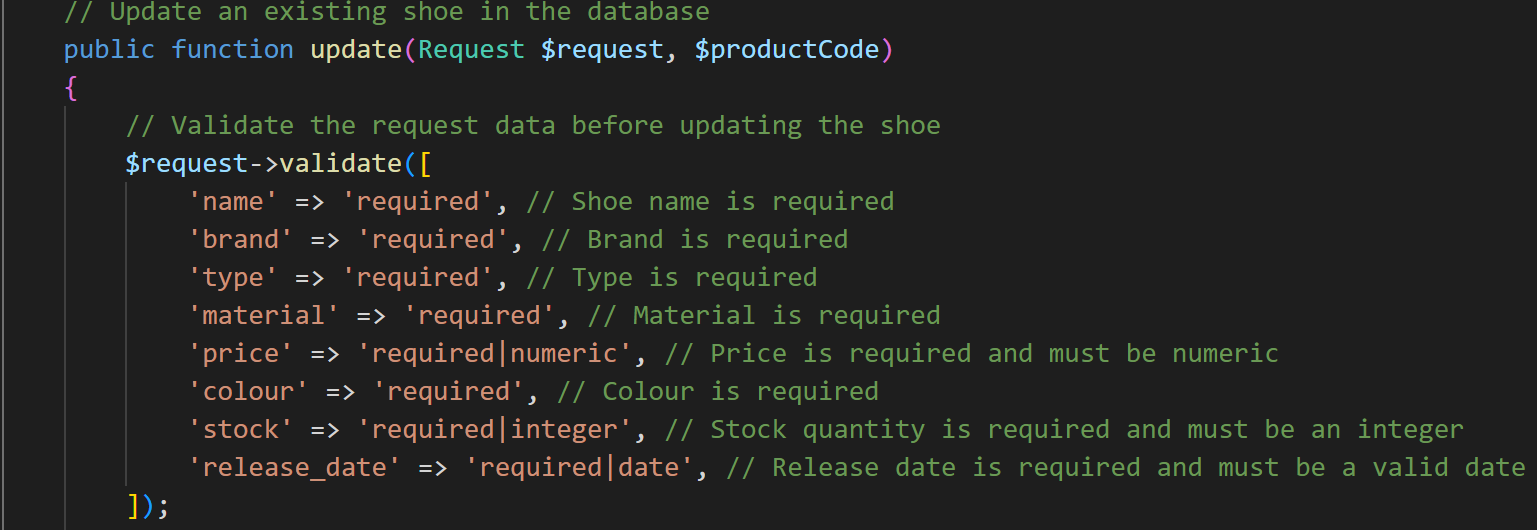 // Update an existing shoe in the database
public function update(Request $request, $productCode)
{
// Validate the request data before updating the shoe
$request->validate([
'name' => 'required', // Shoe name is required
'brand' => 'required', // Brand is required
'type' => 'required', // Type is required
'material' => 'required', // Material is required
'price' => 'required|numeric', // Price is required and must be numeric
'colour' => 'required', // Colour is required
'stock' => 'required|integer', // Stock quantity is required and must be an integer
'release_date' => 'required|date', // Release date is required and must be a valid date
]);